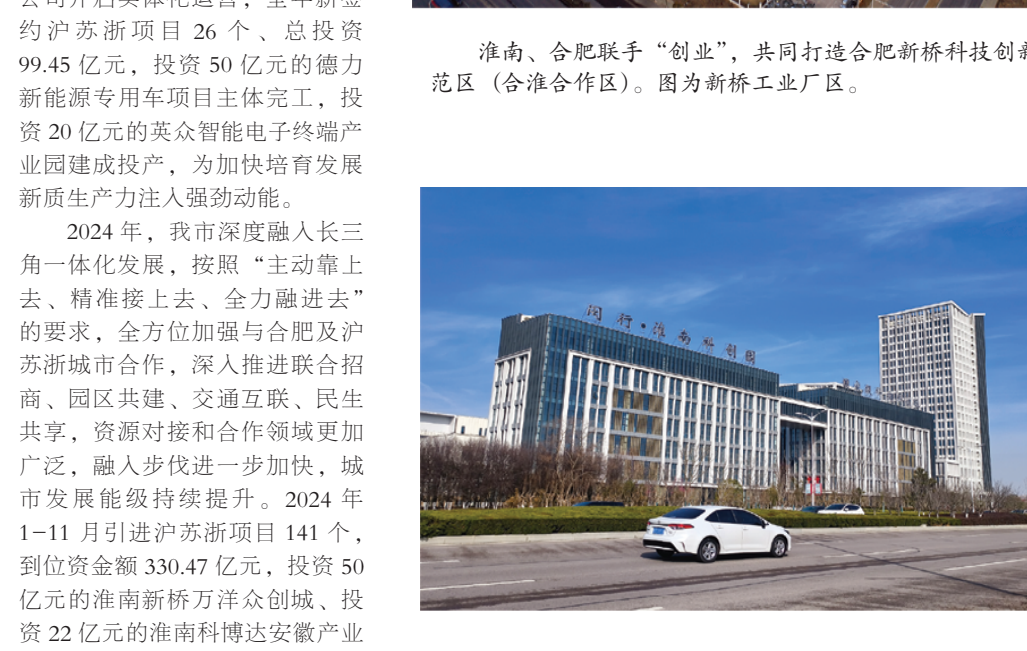 公司开启实体化运营，全年新签
约沪苏浙项目 26 个、总投资
99.45 亿元，投资 50 亿元的德力
新能源专用车项目主体完工，投
资 20 亿元的英众智能电子终端产
业园建成投产，为加快培育发展
新质生产力注入强劲动能。
2024 年，我市深度融入长三
角一体化发展，按照“主动靠上
去、精准接上去、全力融进去”
的要求，全方位加强与合肥及沪
苏浙城市合作，深入推进联合招
商、园区共建、交通互联、民生
共享，资源对接和合作领域更加
广泛，融入步伐进一步加快，城
市发展能级持续提升。2024 年
1-11 月引进沪苏浙项目 141 个，
到位资金额 330.47 亿元，投资 50
亿元的淮南新桥万洋众创城、投
资 22 亿元的淮南科博达安徽产业
淮南、合肥联手“创业”，共同打造合肥新桥科技创新
范区（合淮合作区）。图为新桥工业厂区。
闵行·淮南科创园